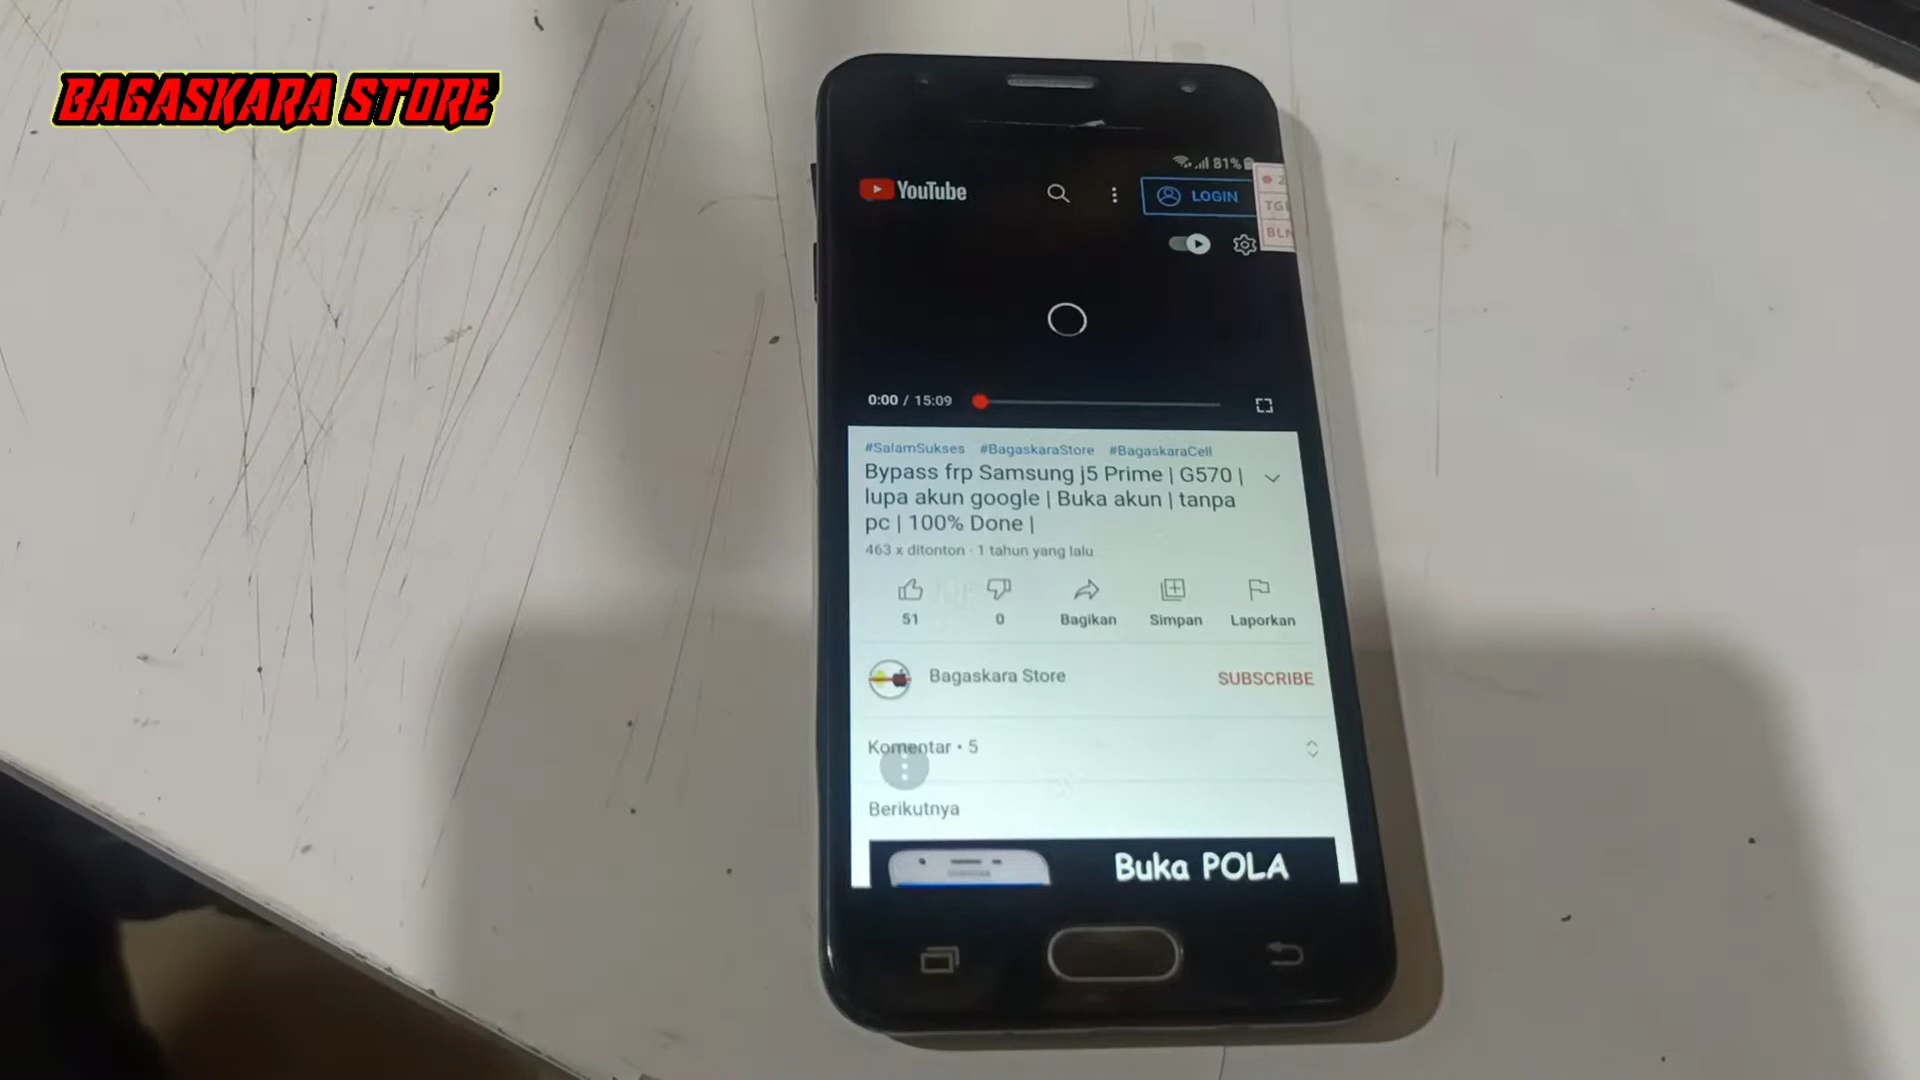 BAGASKARA STORE
81%
YouTube
LOGIN
0:00 / 15:09
#SalamSukses #BagaskaraStore #BagaskaraCell
Bypass frp Samsung j5 Prime | G570 |
lupa akun google | Buka akun | tanpa
pc | 100% Done |
463 x ditonton · 1 tahun yang lalu
51
0
Bagikan
Simpan
Laporkan
Bagaskara Store
SUBSCRIBE
Komentar • 5
Berikutnya
Buka POLA